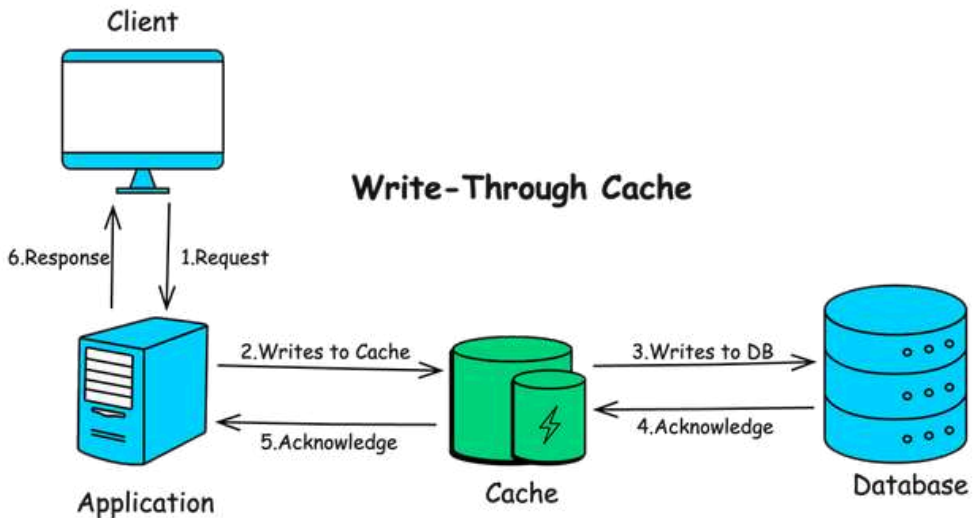 Client
Write-Through Cache
6.Response
1.Request
2.Writes to Cache
3.Writes to DB
5.Acknowledge
4.Acknowledge
Application
Cache
Database